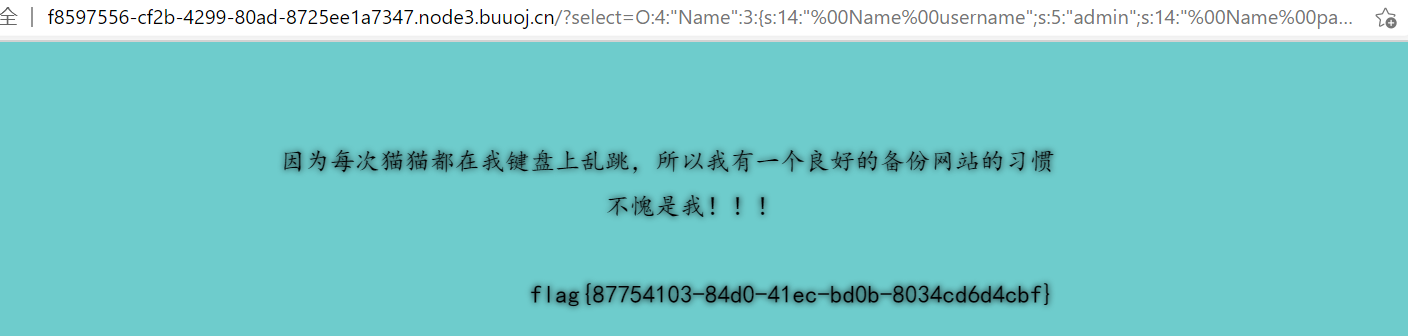 全 | f8597556-cf2b-4299-80ad-8725ee1a7347.node3.buuoj.cn/?select=O:4:"Name":3:{s:14:"%00Name%00username";s:5:"admin";s:14:"%00Name%00pa...
因为每次猫猫都在我键盘上乱跳，所以我有一个良好的备份网站的习惯
不愧是我！！！
flag{87754103-84d0-41ec-bd0b-8034cd6d4cbf}